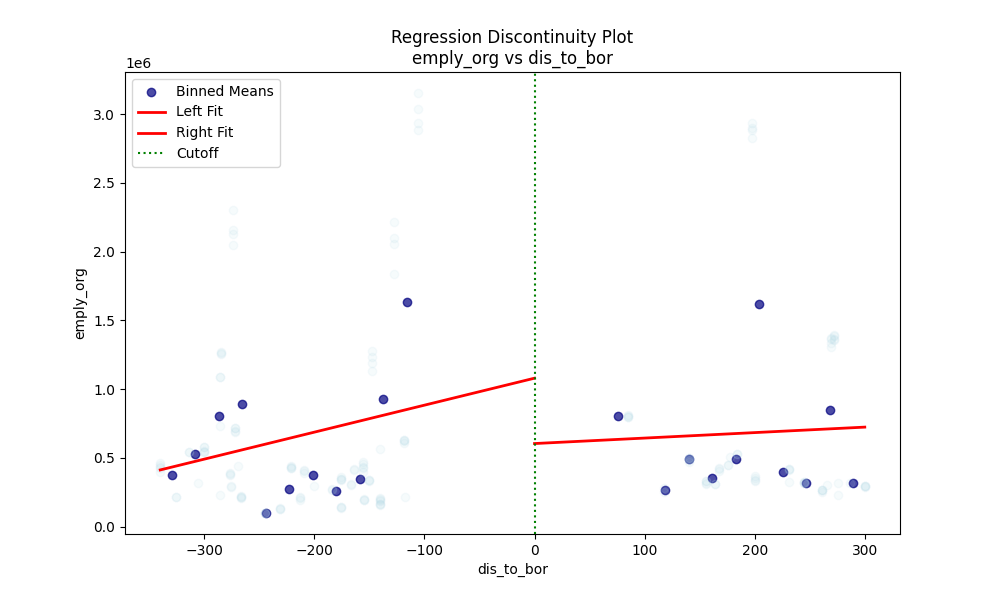 Regression Discontinuity Plot
emply_org vs dis_to_bor
1e6
Binned Means
Left Fit
Right Fit
Cutoff
3.0
2.5
2.0
1.5
1.0
0.5
0.0
emply_org
−300
−200
−100
0
100
200
300
dis_to_bor